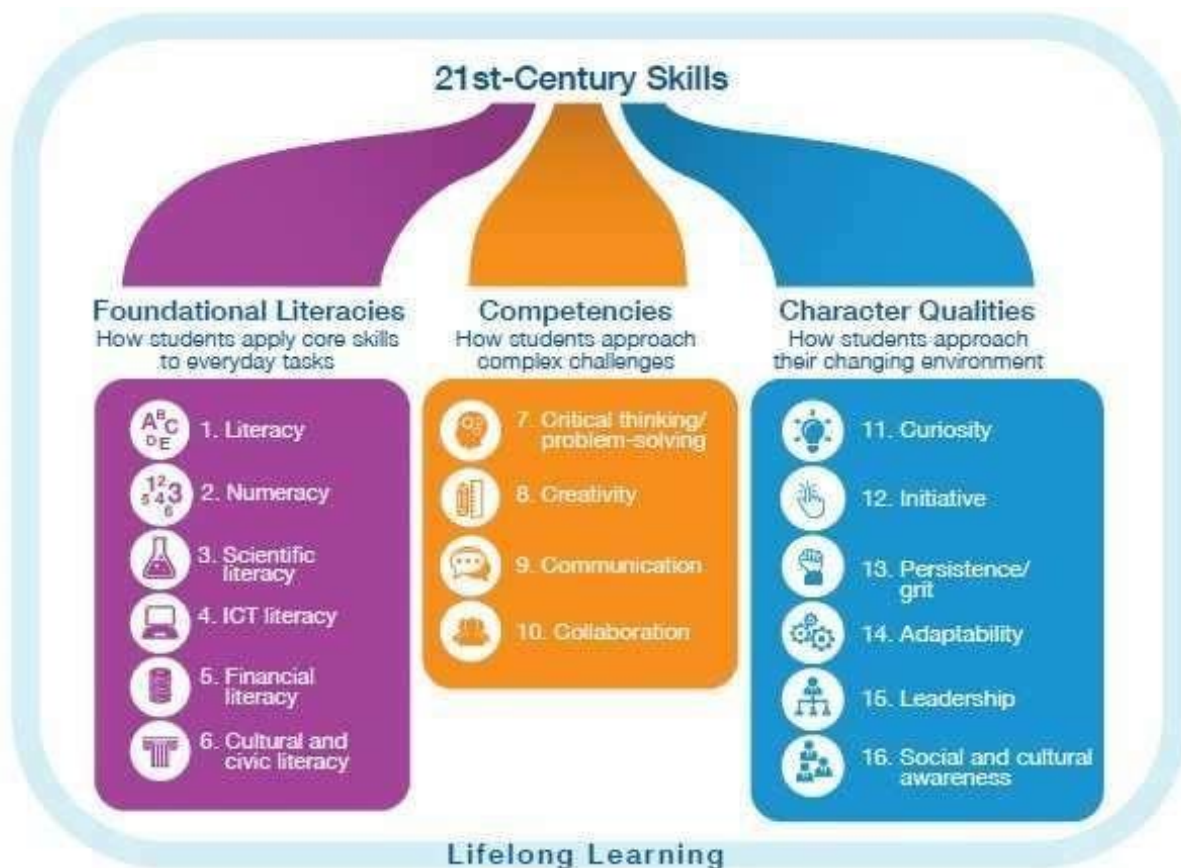 21st-Century Skills
Foundational Literacies
How students apply core skills
to everyday tasks
1. Literacy
2. Numeracy
3. Scientific
literacy
4. ICT literacy
5. Financial
literacy
6. Cultural and
civic literacy
Competencies
How students approach
complex challenges
7. Critical thinking/
problem-solving
8. Creativity
9. Communication
10. Collaboration
Character Qualities
How students approach
their changing environment
11. Curiosity
12. Initiative
13. Persistence/
grit
14. Adaptability
15. Leadership
16. Social and cultural
awareness
Lifelong Learning